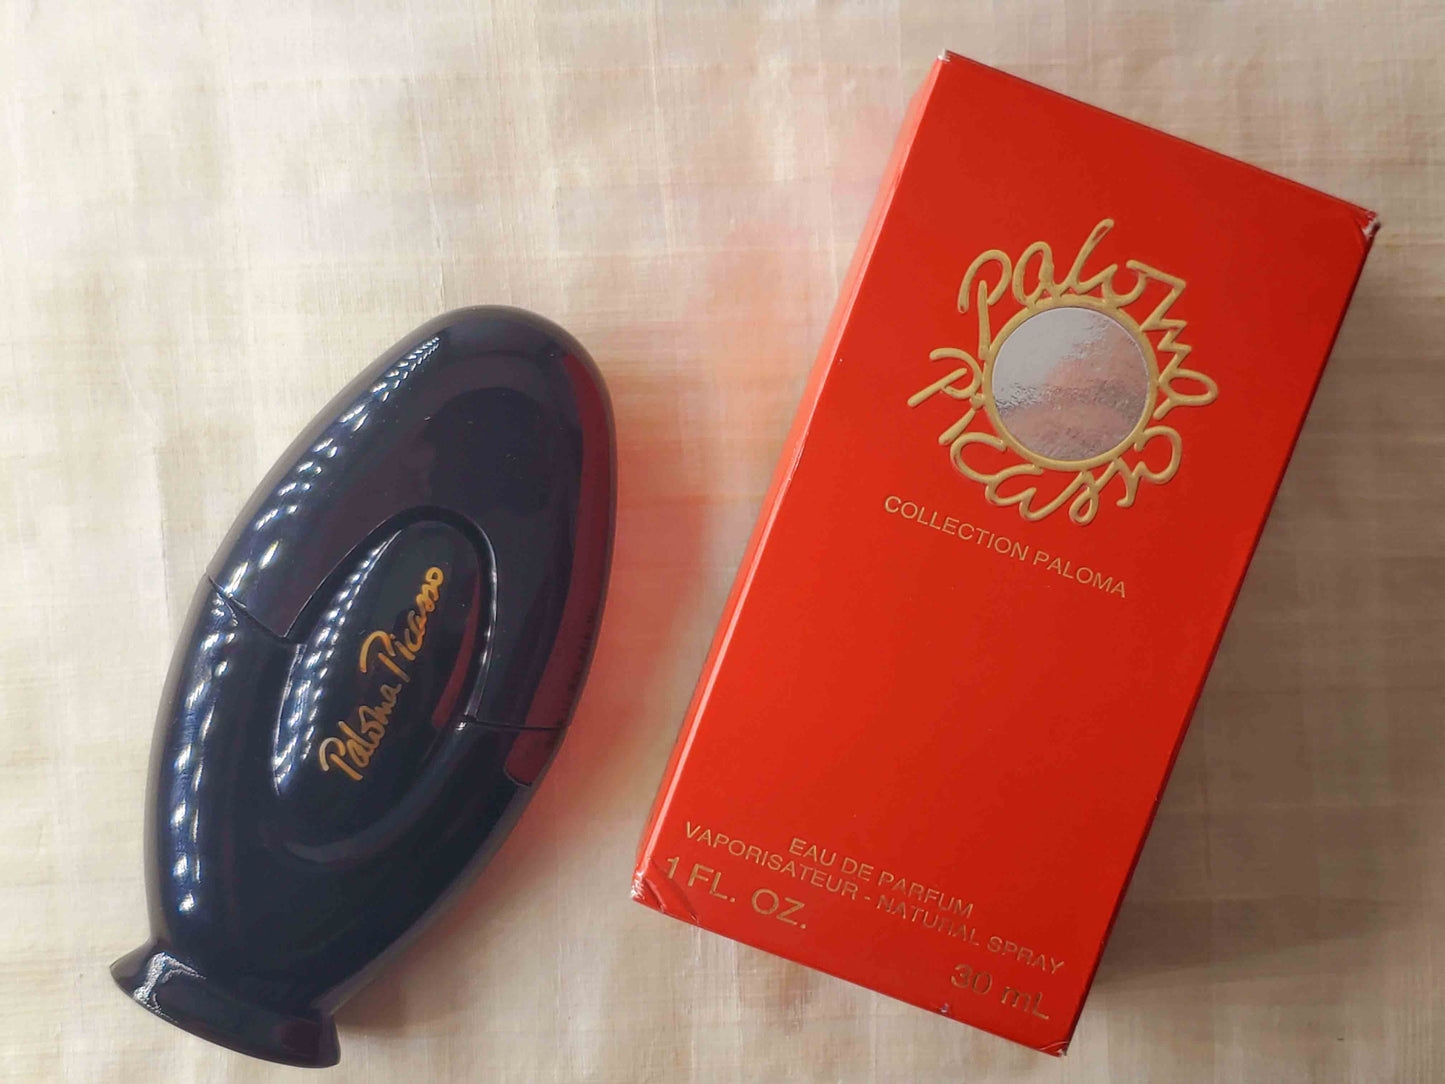 Paloma Picasso
Paloma
Picasso
COLLECTION PALOMA
EAU DE PARFUM
VAPORISATEUR - NATURAL SPRAY
1 FL. OZ.
30 mL